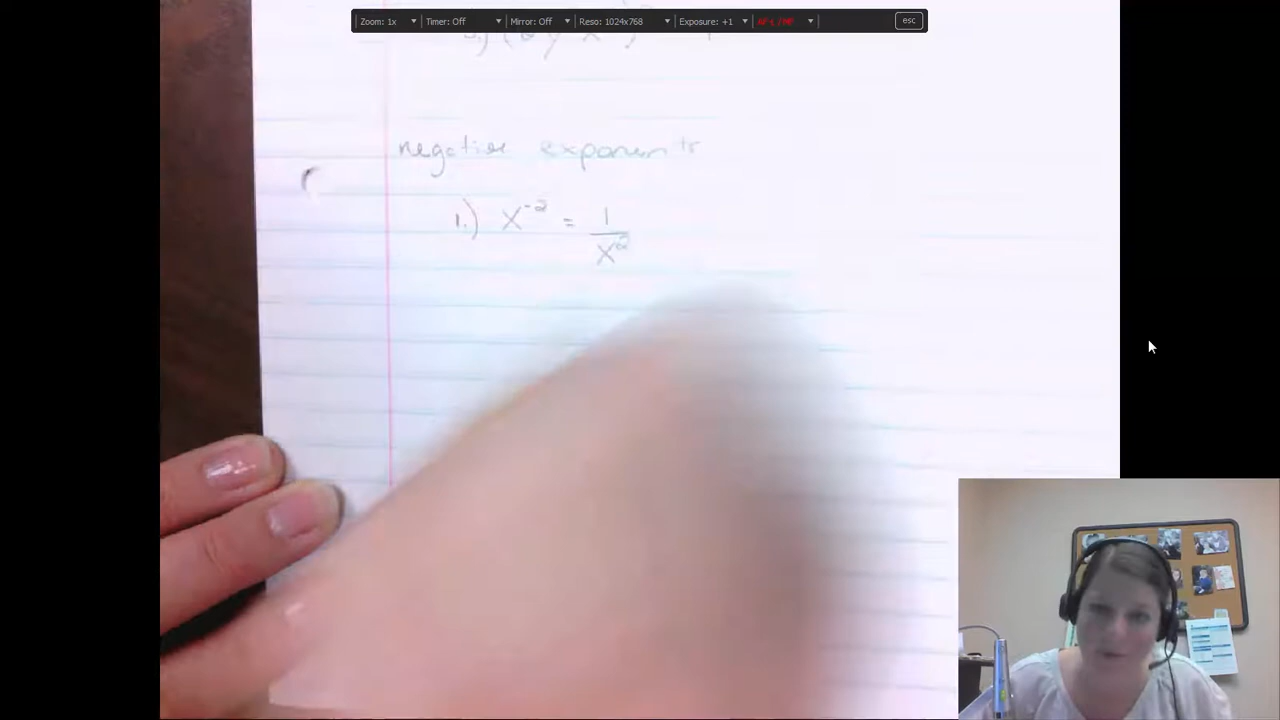 Zoom: 1x Timer: Off Mirror: Off Reso: 1024x768 Exposure: +1 esc
negative exponents
1.) x⁻² = 1/x²